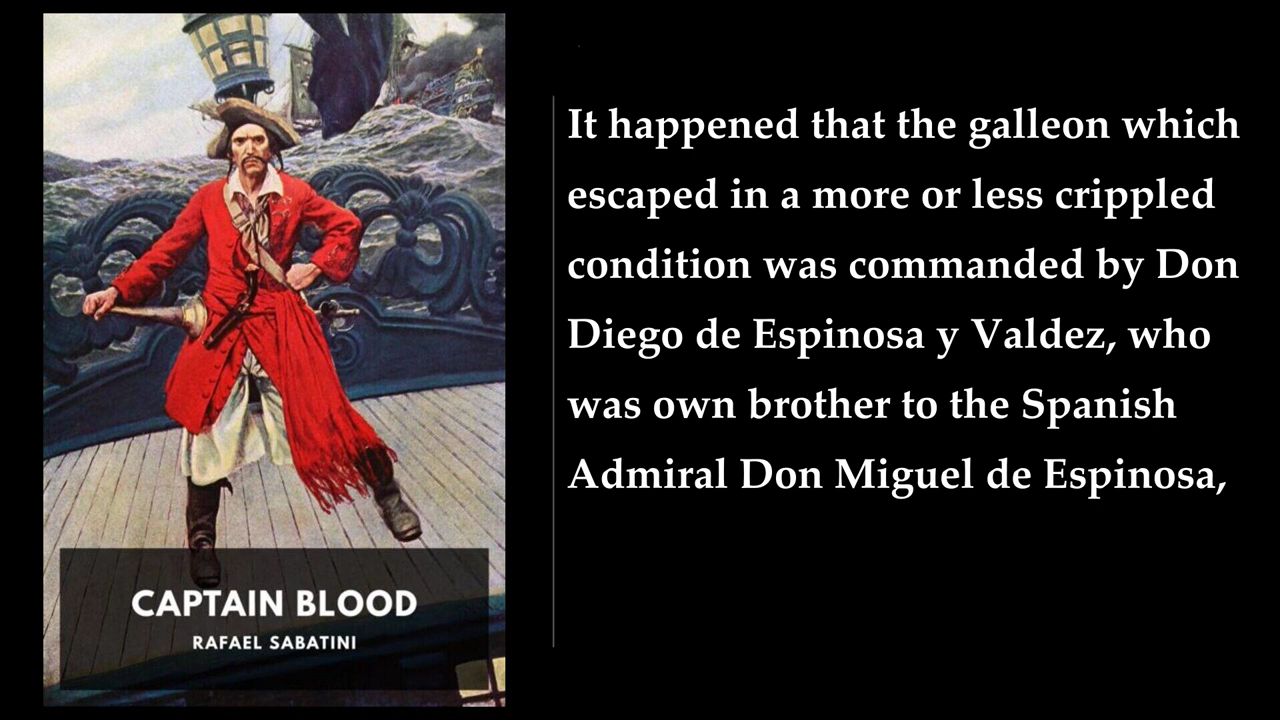 CAPTAIN BLOOD
RAFAEL SABATINI
It happened that the galleon which
escaped in a more or less crippled
condition was commanded by Don
Diego de Espinosa y Valdez, who
was own brother to the Spanish
Admiral Don Miguel de Espinosa,